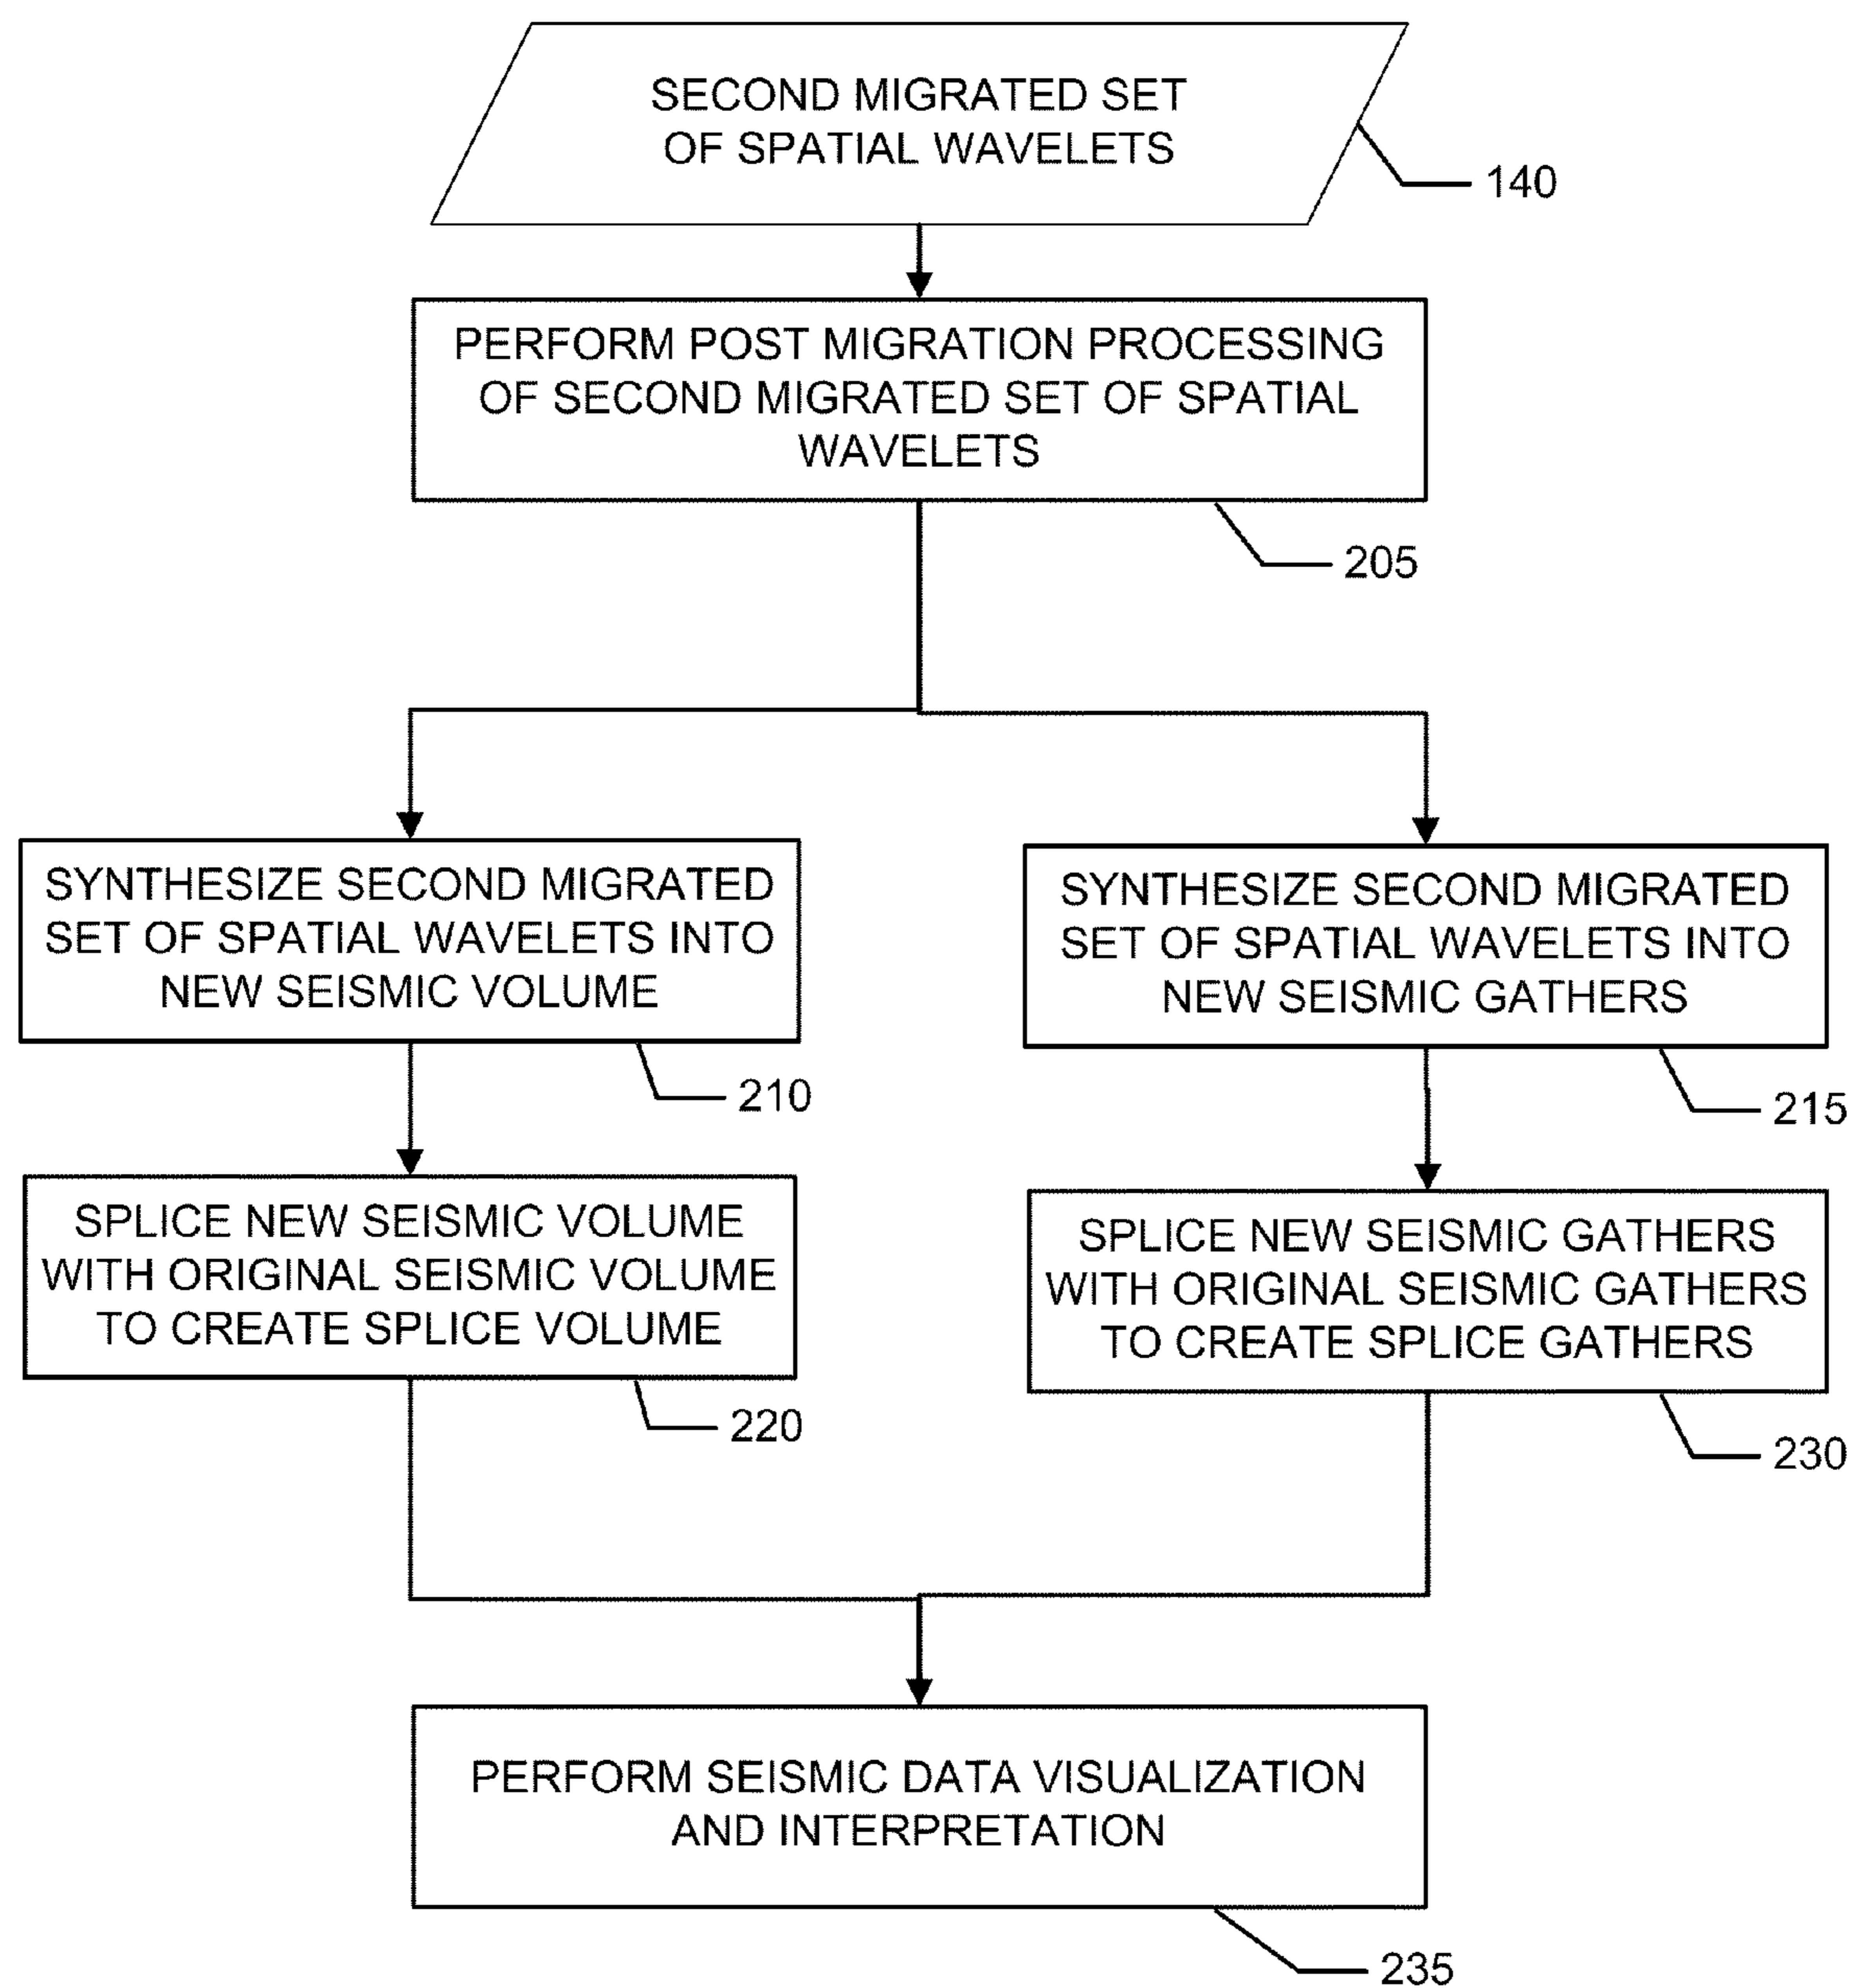 SECOND MIGRATED SET
OF SPATIAL WAVELETS
140
PERFORM POST MIGRATION PROCESSING
OF SECOND MIGRATED SET OF SPATIAL
WAVELETS
205
SYNTHESIZE SECOND MIGRATED
SET OF SPATIAL WAVELETS INTO
NEW SEISMIC VOLUME
210
SYNTHESIZE SECOND MIGRATED
SET OF SPATIAL WAVELETS INTO
NEW SEISMIC GATHERS
215
SPLICE NEW SEISMIC VOLUME
WITH ORIGINAL SEISMIC VOLUME
TO CREATE SPLICE VOLUME
220
SPLICE NEW SEISMIC GATHERS
WITH ORIGINAL SEISMIC GATHERS
TO CREATE SPLICE GATHERS
230
PERFORM SEISMIC DATA VISUALIZATION
AND INTERPRETATION
235